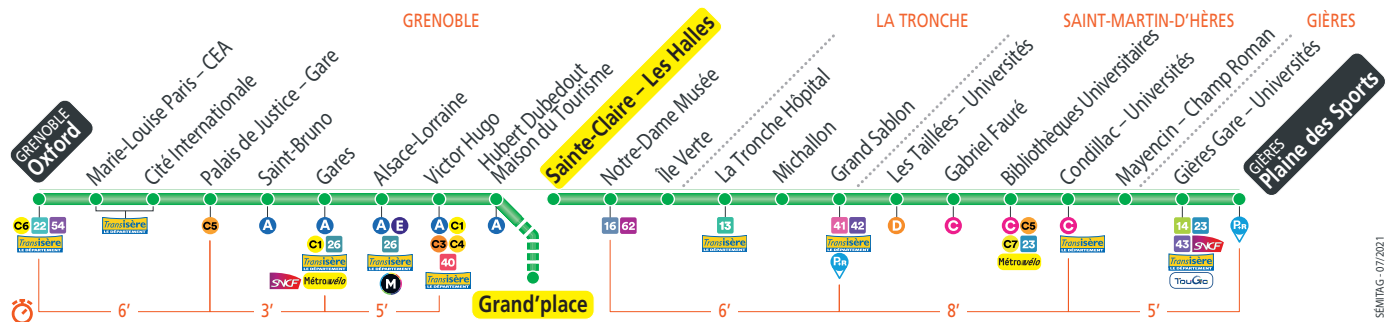 GRENOBLE
LA TRONCHE
SAINT-MARTIN-D'HÈRES
GIÈRES
GRENOBLE
Oxford
Marie-Louise Paris – CEA
Cité Internationale
Palais de Justice – Gare
Saint-Bruno
Gares
Alsace-Lorraine
Victor Hugo
Hubert Dubedout
Maison du Tourisme
Sainte-Claire – Les Halles
Notre-Dame Musée
Île Verte
La Tronche Hôpital
Michallon
Grand Sablon
Les Taillées – Universités
Gabriel Fauré
Bibliothèques Universitaires
Condillac – Universités
Mayencin – Champ Roman
Gières Gare – Universités
GIÈRES
Plaine des Sports
C6 22 54
Transisère
LE DÉPARTEMENT
Transisère
LE DÉPARTEMENT
C5
A
A
C1 26
Transisère
LE DÉPARTEMENT
SNCF Métrovélo
A E
26
Transisère
LE DÉPARTEMENT
M
A C1
C3 C4
40
Transisère
LE DÉPARTEMENT
A
Grand'place
16 62
13
Transisère
LE DÉPARTEMENT
41 42
Transisère
LE DÉPARTEMENT
P+R
D
C
C C5
C7 23
Métrovélo
C
Transisère
LE DÉPARTEMENT
14 23
43 SNCF
Transisère
LE DÉPARTEMENT
TouGo
P+R
6'
3'
5'
6'
8'
5'
SÉMITAG - 07/2021